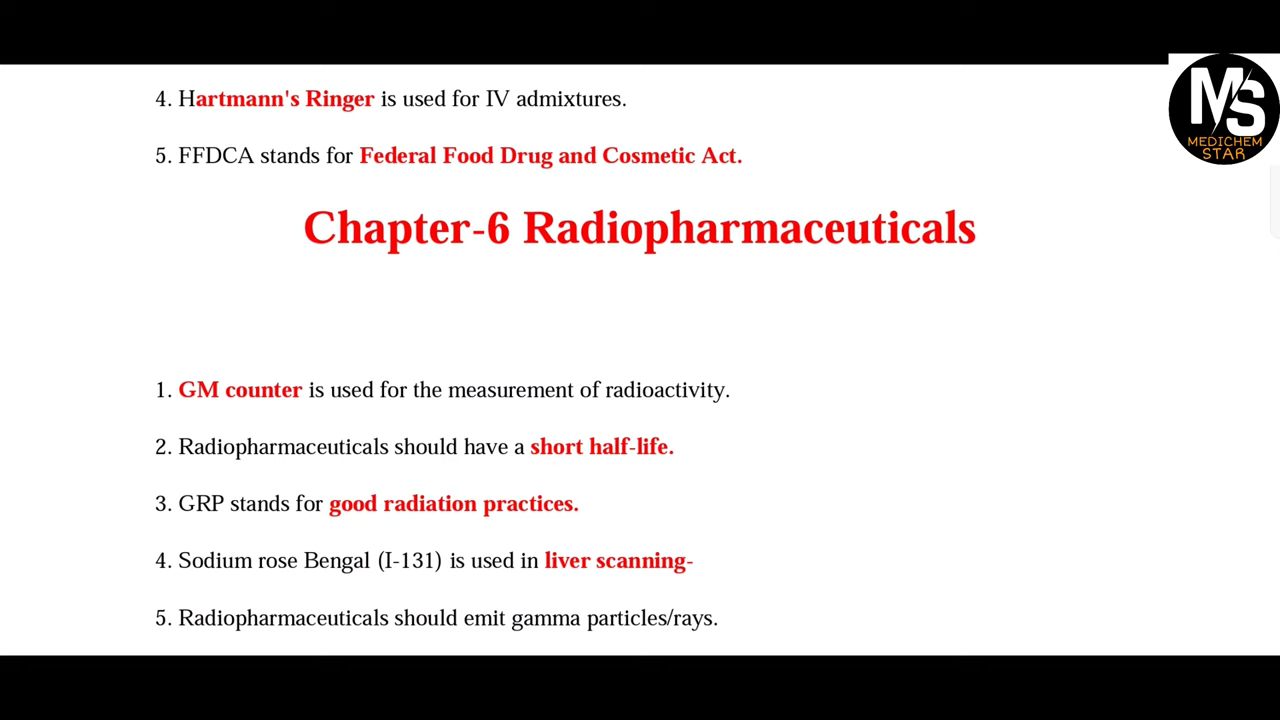 4. Hartmann's Ringer is used for IV admixtures.
5. FFDCA stands for Federal Food Drug and Cosmetic Act.
Chapter-6 Radiopharmaceuticals
1. GM counter is used for the measurement of radioactivity.
2. Radiopharmaceuticals should have a short half-life.
3. GRP stands for good radiation practices.
4. Sodium rose Bengal (I-131) is used in liver scanning-
5. Radiopharmaceuticals should emit gamma particles/rays.
MS
MEDICHEM
STAR